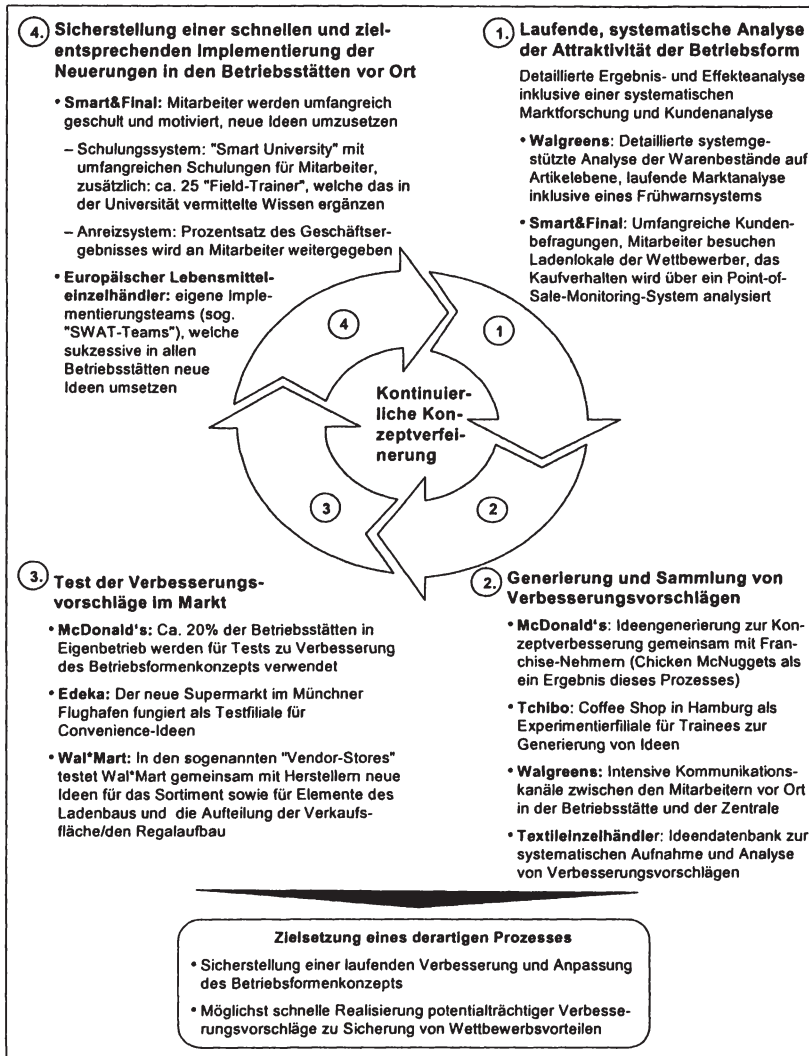 4. Sicherstellung einer schnellen und ziel-
entsprechenden Implementierung der
Neuerungen in den Betriebsstätten vor Ort
• Smart&Final: Mitarbeiter werden umfangreich
geschult und motiviert, neue Ideen umzusetzen
– Schulungssystem: "Smart University" mit
umfangreichen Schulungen für Mitarbeiter,
zusätzlich: ca. 25 "Field-Trainer", welche das in
der Universität vermittelte Wissen ergänzen
– Anreizsystem: Prozentsatz des Geschäftser-
gebnisses wird an Mitarbeiter weitergegeben
• Europäischer Lebensmittel-
einzelhändler: eigene Imple-
mentierungsteams (sog.
"SWAT-Teams"), welche
sukzessive in allen
Betriebsstätten neue
Ideen umsetzen
1. Laufende, systematische Analyse
der Attraktivität der Betriebsform
Detaillierte Ergebnis- und Effekteanalyse
inklusive einer systematischen
Marktforschung und Kundenanalyse
• Walgreens: Detaillierte systemge-
stützte Analyse der Warenbestände auf
Artikelebene, laufende Marktanalyse
inklusive eines Frühwarnsystems
• Smart&Final: Umfangreiche Kunden-
befragungen, Mitarbeiter besuchen
Ladenlokale der Wettbewerber, das
Kaufverhalten wird über ein Point-of-
Sale-Monitoring-System analysiert
4
1
Kontinuier-
liche Kon-
zeptverfei-
nerung
3
2
3. Test der Verbesserungs-
vorschläge im Markt
• McDonald's: Ca. 20% der Betriebsstätten in
Eigenbetrieb werden für Tests zu Verbesserung
des Betriebsformenkonzepts verwendet
• Edeka: Der neue Supermarkt im Münchner
Flughafen fungiert als Testfiliale für
Convenience-Ideen
• Wal*Mart: In den sogenannten "Vendor-Stores"
testet Wal*Mart gemeinsam mit Herstellern neue
Ideen für das Sortiment sowie für Elemente des
Ladenbaus und die Aufteilung der Verkaufs-
fläche/den Regalaufbau
2. Generierung und Sammlung von
Verbesserungsvorschlägen
• McDonald's: Ideengenerierung zur Kon-
zeptverbesserung gemeinsam mit Fran-
chise-Nehmern (Chicken McNuggets als
ein Ergebnis dieses Prozesses)
• Tchibo: Coffee Shop in Hamburg als
Experimentierfiliale für Trainees zur
Generierung von Ideen
• Walgreens: Intensive Kommunikations-
kanäle zwischen den Mitarbeitern vor Ort
in der Betriebsstätte und der Zentrale
• Textileinzelhändler: Ideendatenbank zur
systematischen Aufnahme und Analyse
von Verbesserungsvorschlägen
Zielsetzung eines derartigen Prozesses
• Sicherstellung einer laufenden Verbesserung und Anpassung
des Betriebsformenkonzepts
• Möglichst schnelle Realisierung potentialträchtiger Verbesse-
rungsvorschläge zu Sicherung von Wettbewerbsvorteilen